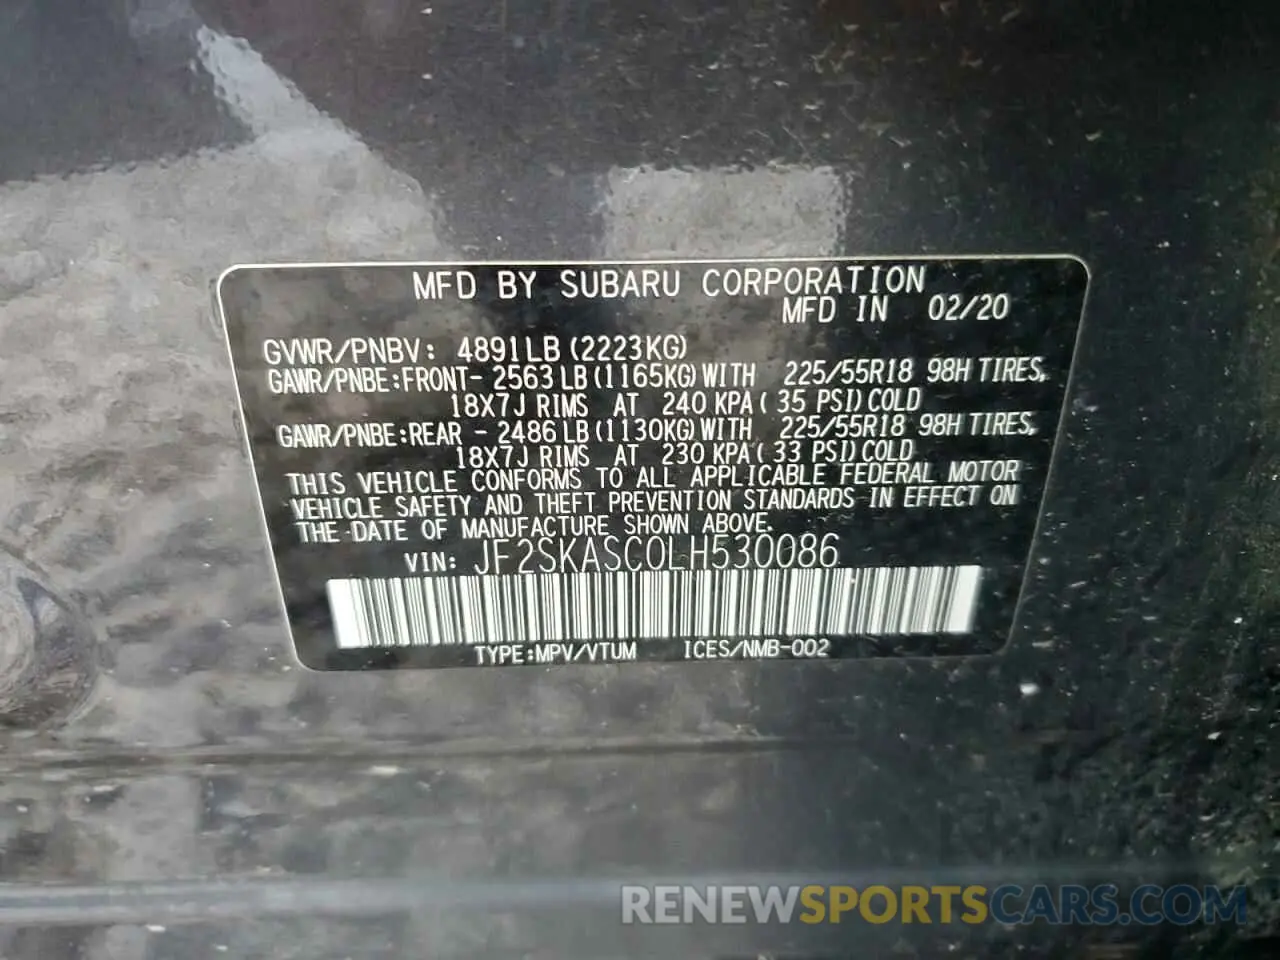 MFD BY SUBARU CORPORATION
MFD IN 02/20
GVWR/PNBV: 4891LB (2223KG)
GAWR/PNBE:FRONT- 2563LB (1165KG) WITH 225/55R18 98H TIRES,
18X7J RIMS AT 240 KPA ( 35 PSI) COLD
GAWR/PNBE:REAR - 2486LB (1130KG) WITH 225/55R18 98H TIRES,
18X7J RIMS AT 230 KPA ( 33 PSI) COLD
THIS VEHICLE CONFORMS TO ALL APPLICABLE FEDERAL MOTOR
VEHICLE SAFETY AND THEFT PREVENTION STANDARDS IN EFFECT ON
THE DATE OF MANUFACTURE SHOWN ABOVE.
VIN: JF2SKASC0LH530086
TYPE:MPV/VTUM ICES/NMB-002
RENEWSPORTSCARS.COM